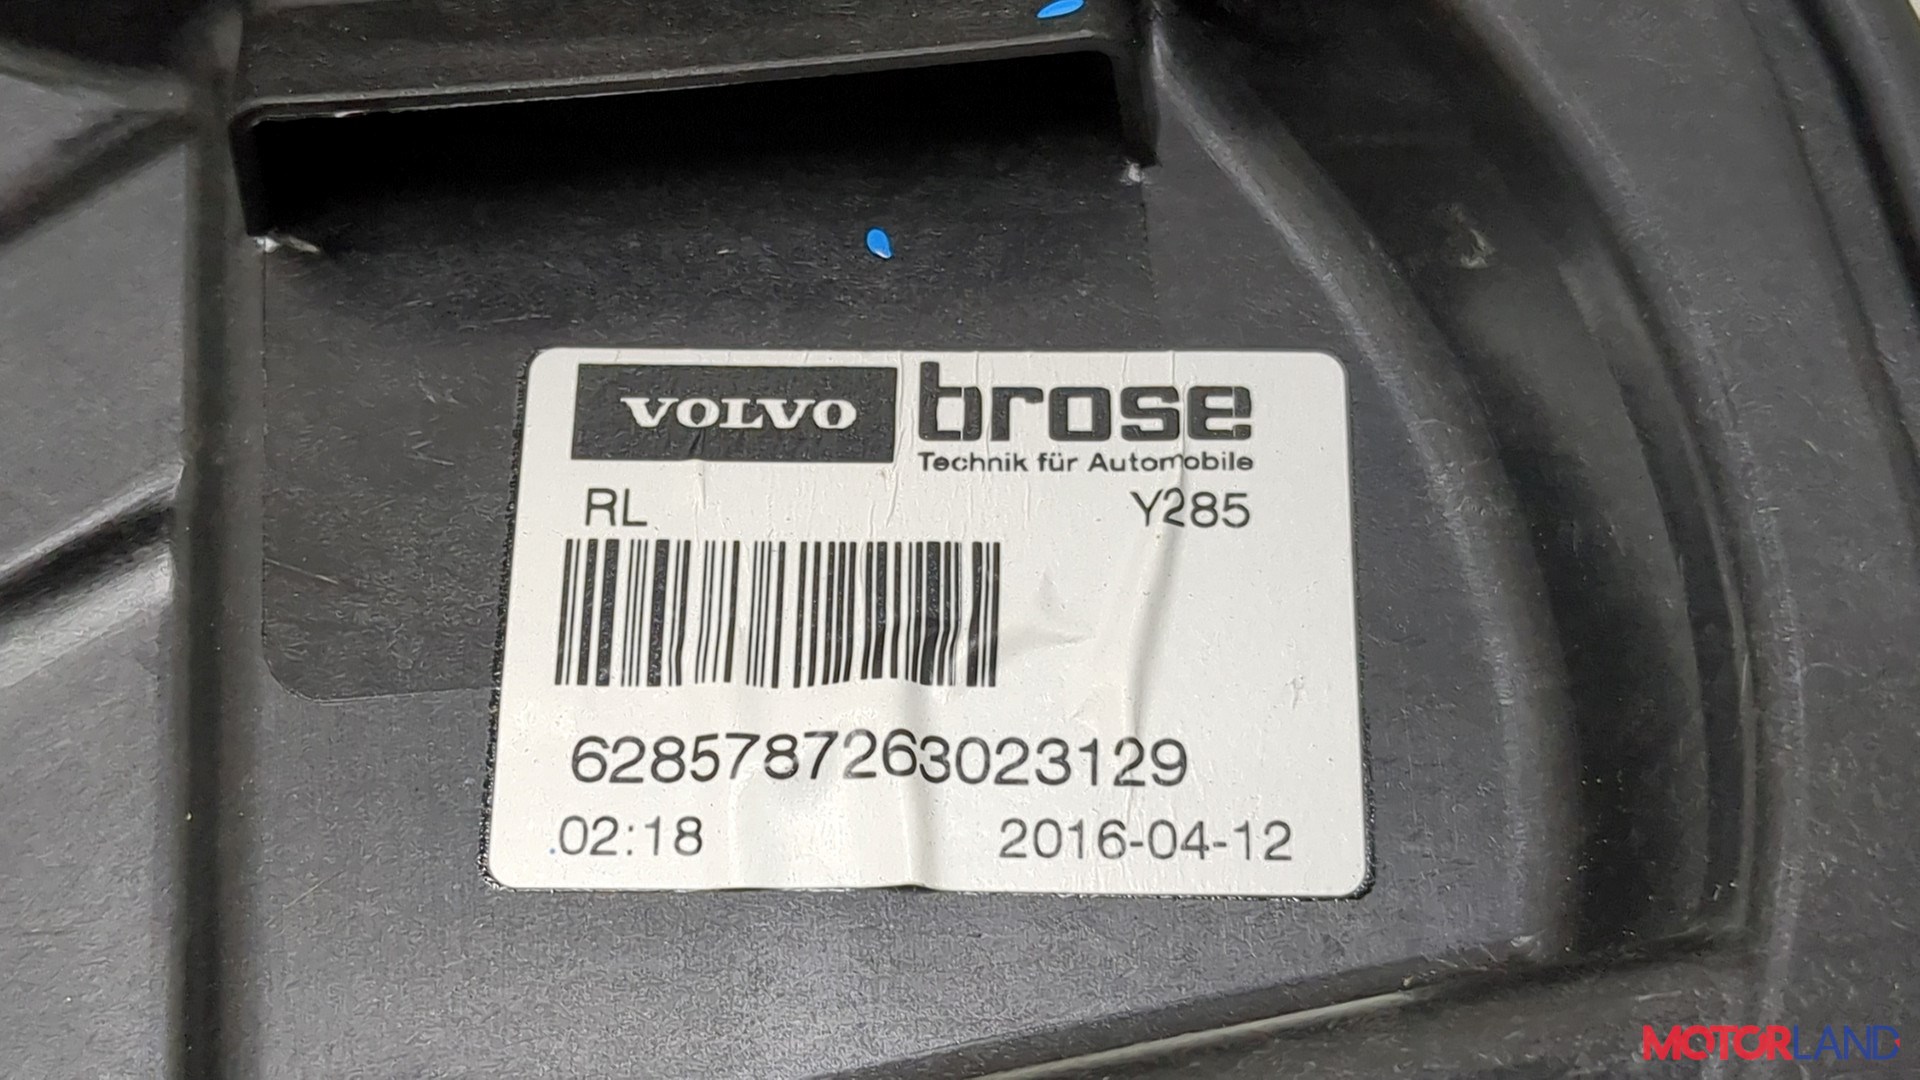 VOLVO brose
Technik für Automobile
RL Y285
6285787263023129
02:18 2016-04-12
MOTORLAND